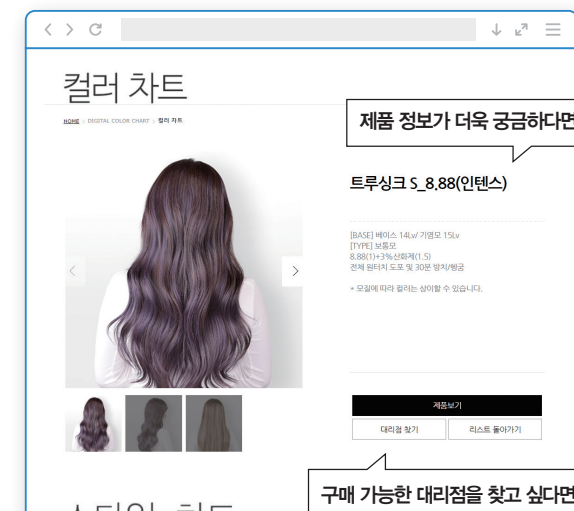 컬러 차트
HOME > DIGITAL COLOR CHART > 컬러 차트
제품 정보가 더욱 궁금하다면
트루싱크 S_8.88(인텐스)
[BASE] 베이스 14Lv/ 기염모 15Lv
[TYPE] 보통모
8.88(1)+3%산화제(1.5)
전체 원터치 도포 및 30분 방치/헹굼
* 모질에 따라 컬러는 상이할 수 있습니다.
제품보기
대리점 찾기
리스트 돌아가기
구매 가능한 대리점을 찾고 싶다면